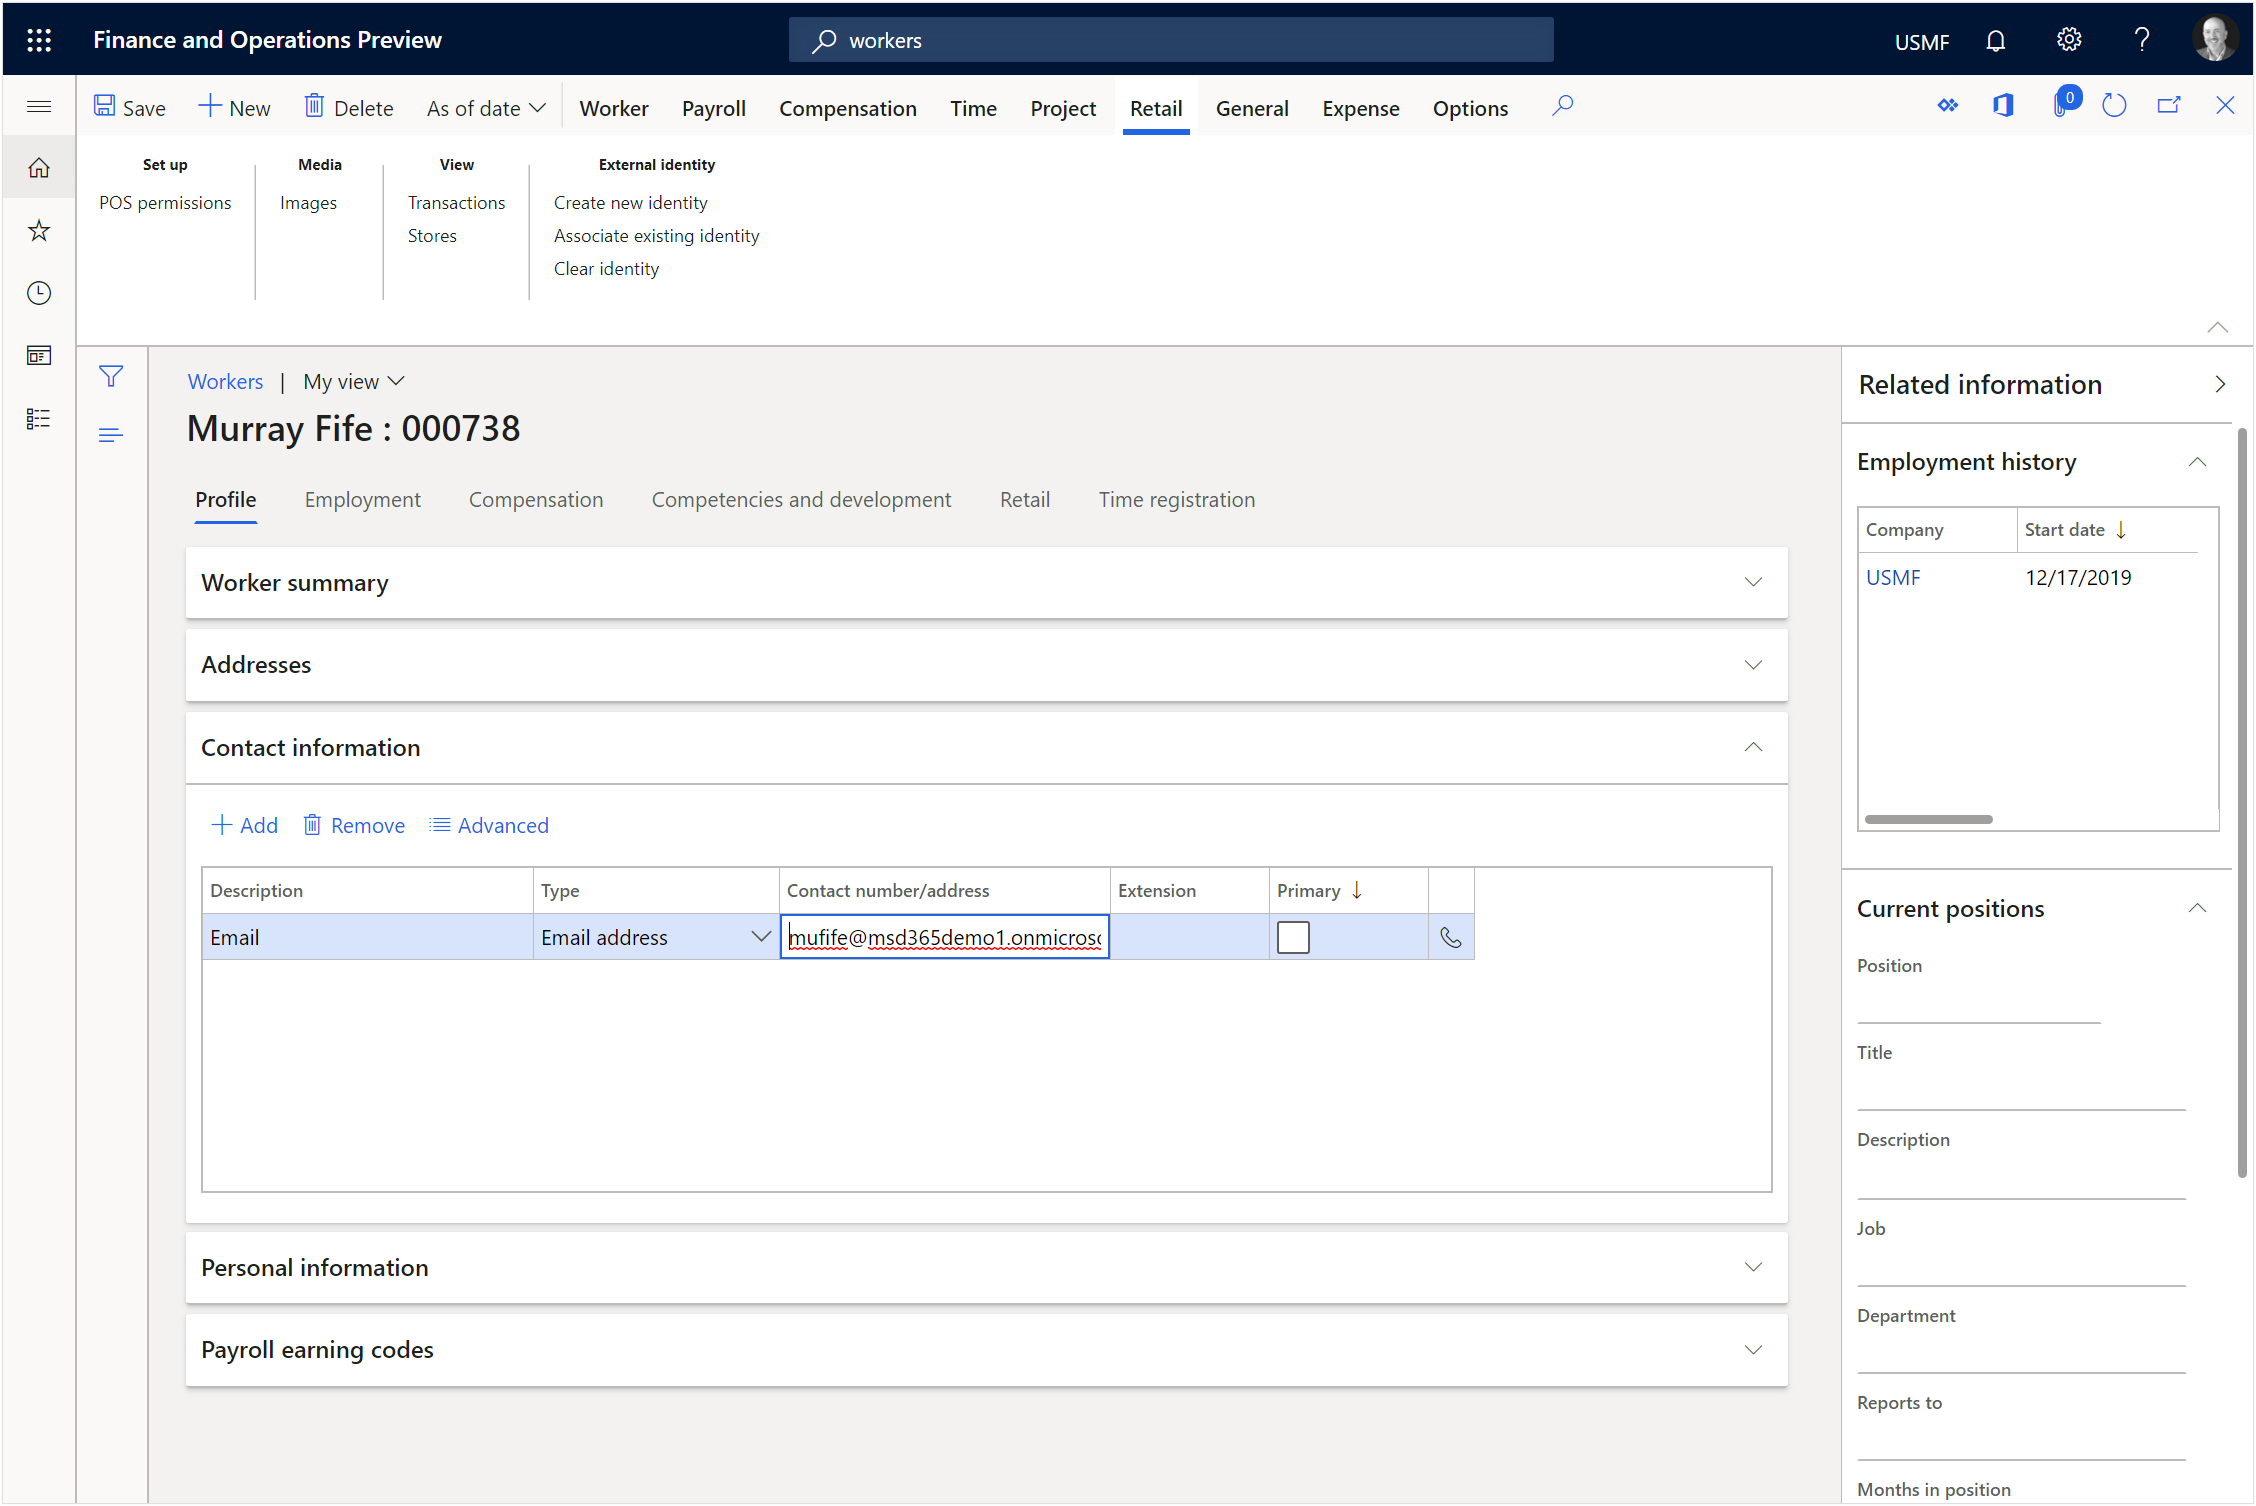 Finance and Operations Preview
workers
USMF
Save
New
Delete
As of date
Worker
Payroll
Compensation
Time
Project
Retail
General
Expense
Options
0
Set up
POS permissions
Media
Images
View
Transactions
Stores
External identity
Create new identity
Associate existing identity
Clear identity
Workers | My view
Murray Fife : 000738
Profile
Employment
Compensation
Competencies and development
Retail
Time registration
Worker summary
Addresses
Contact information
Add
Remove
Advanced
Description Type Contact number/address Extension Primary
Email Email address mufife@msd365demo1.onmicroso
Personal information
Payroll earning codes
Related information
Employment history
Company Start date
USMF 12/17/2019
Current positions
Position
Title
Description
Job
Department
Reports to
Months in position